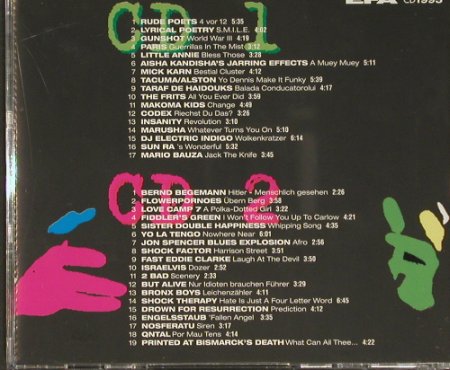 EFA CD1993
CD 1
1 RUDE POETS 4 vor 12 5:35
2 LYRICAL POETRY S.M.I.L.E. 4:02
3 GUNSHOT World War III 4:19
4 PARIS Guerrillas In The Mist 3:12
5 LITTLE ANNIE Bless Those 3:28
6 AISHA KANDISHA'S JARRING EFFECTS A Muey Muey 5:11
7 MICK KARN Bestial Cluster 4:12
8 TACUMA/ALSTON Yo Dennis Make It Funky 5:39
9 TARAF DE HAIDOUKS Balada Conducatorolui 4:17
10 THE FRITS All You Ever Did 3:59
11 MAKOMA KIDS Change 4:49
12 CODEX Riechst Du Das? 3:26
13 INSANITY Revolution 3:10
14 MARUSHA Whatever Turns You On 5:10
15 DJ ELECTRIC INDIGO Walkenkratzer 6:14
16 SUN RA 's Wonderful 5:32
17 MARIO BAUZA Jack The Knife 3:45
CD 2
1 BERND BEGEMANN Hitler - Menschlich gesehen 2:26
2 FLOWERPORNOES Übern Berg 3:58
3 LOVE CAMP 7 A Polka-Dotted Girl 3:22
4 FIDDLER'S GREEN I Won't Follow You Up To Carlow 4:21
5 SISTER DOUBLE HAPPINESS Whipping Song 4:35
6 YO LA TENGO Nowhere Near 6:01
7 JON SPENCER BLUES EXPLOSION Afro 2:56
8 SHOCK FACTOR Harrison Street 3:51
9 FAST EDDIE CLARKE Laugh At The Devil 3:50
10 ISRAELVIS Dozer 2:52
11 2 BAD Scenery 2:33
12 BUT ALIVE Nur Idioten brauchen Führer 3:29
13 BRONX BOYS Leichenzähler 3:11
14 SHOCK THERAPY Hate Is Just A Four Letter Word 6:45
15 DROWN FOR RESURRECTION Prediction 4:12
16 ENGELSSTAUB 'Fallen Angel 3:35
17 NOSFERATU Siren 3:17
18 QNTAL Por Mau Tens 4:14
19 PRINTED AT BISMARCK'S DEATH What Can All Thee... 4:22